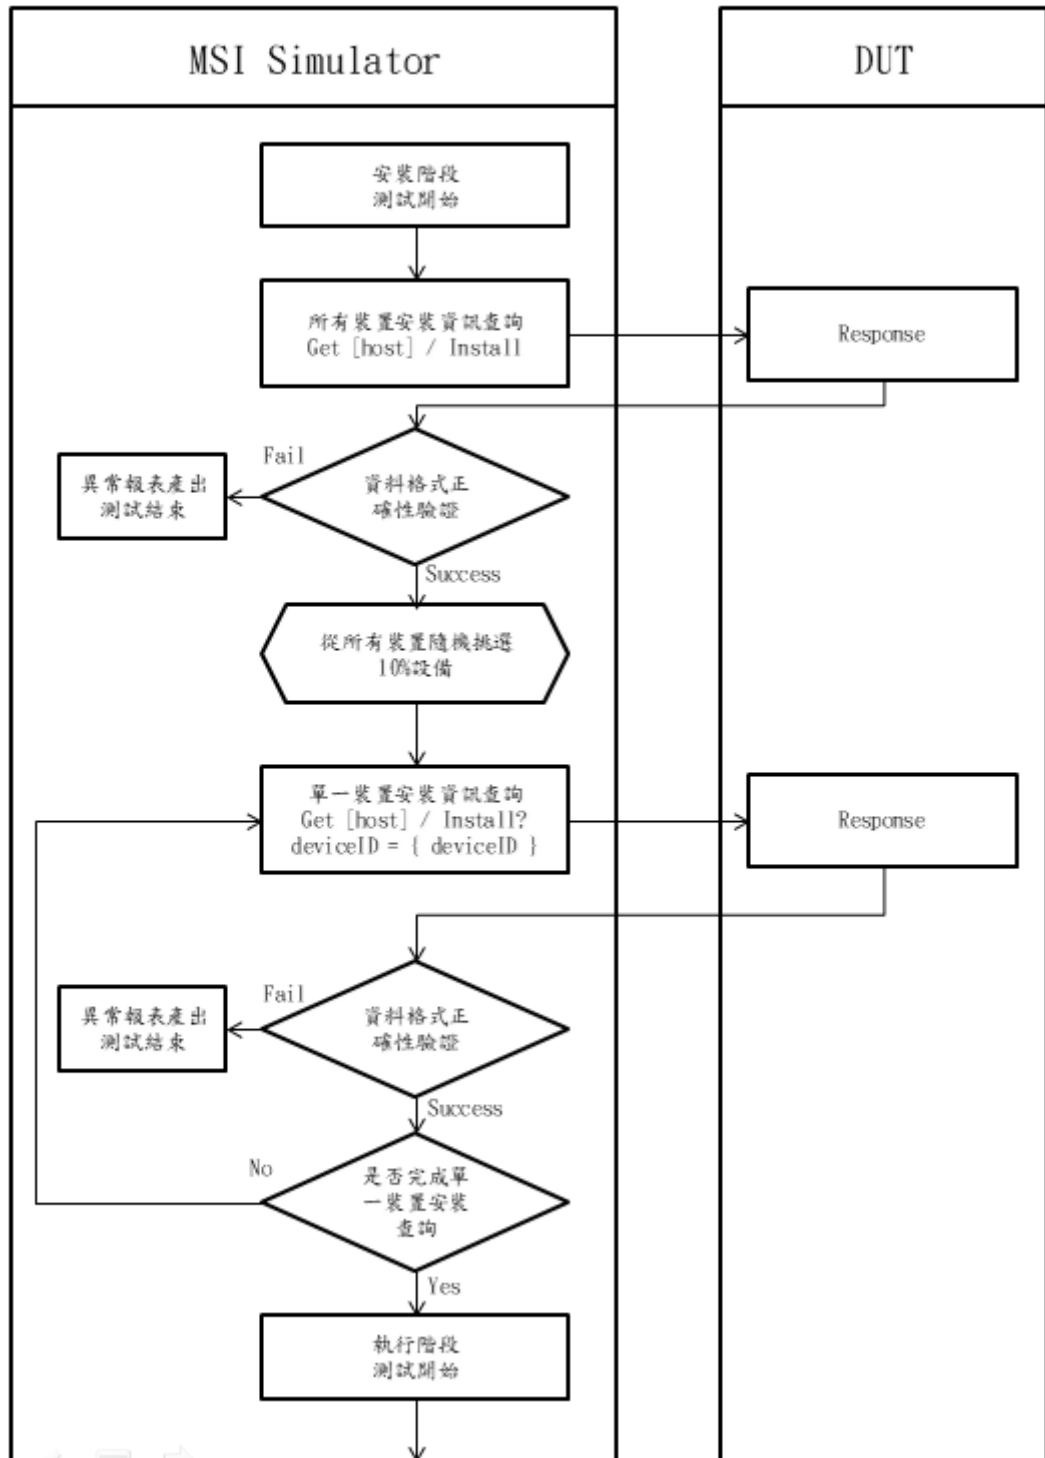 MSI Simulator
DUT
安裝階段
測試開始
所有裝置安裝資訊查詢
Get [host] / Install
Response
Fail
資料格式正
確性驗證
異常報表產出
測試結束
Success
從所有裝置隨機挑選
10%設備
單一裝置安裝資訊查詢
Get [host] / Install?
deviceID = { deviceID }
Response
Fail
資料格式正
確性驗證
異常報表產出
測試結束
Success
No
是否完成單
一裝置安裝
查詢
Yes
執行階段
測試開始